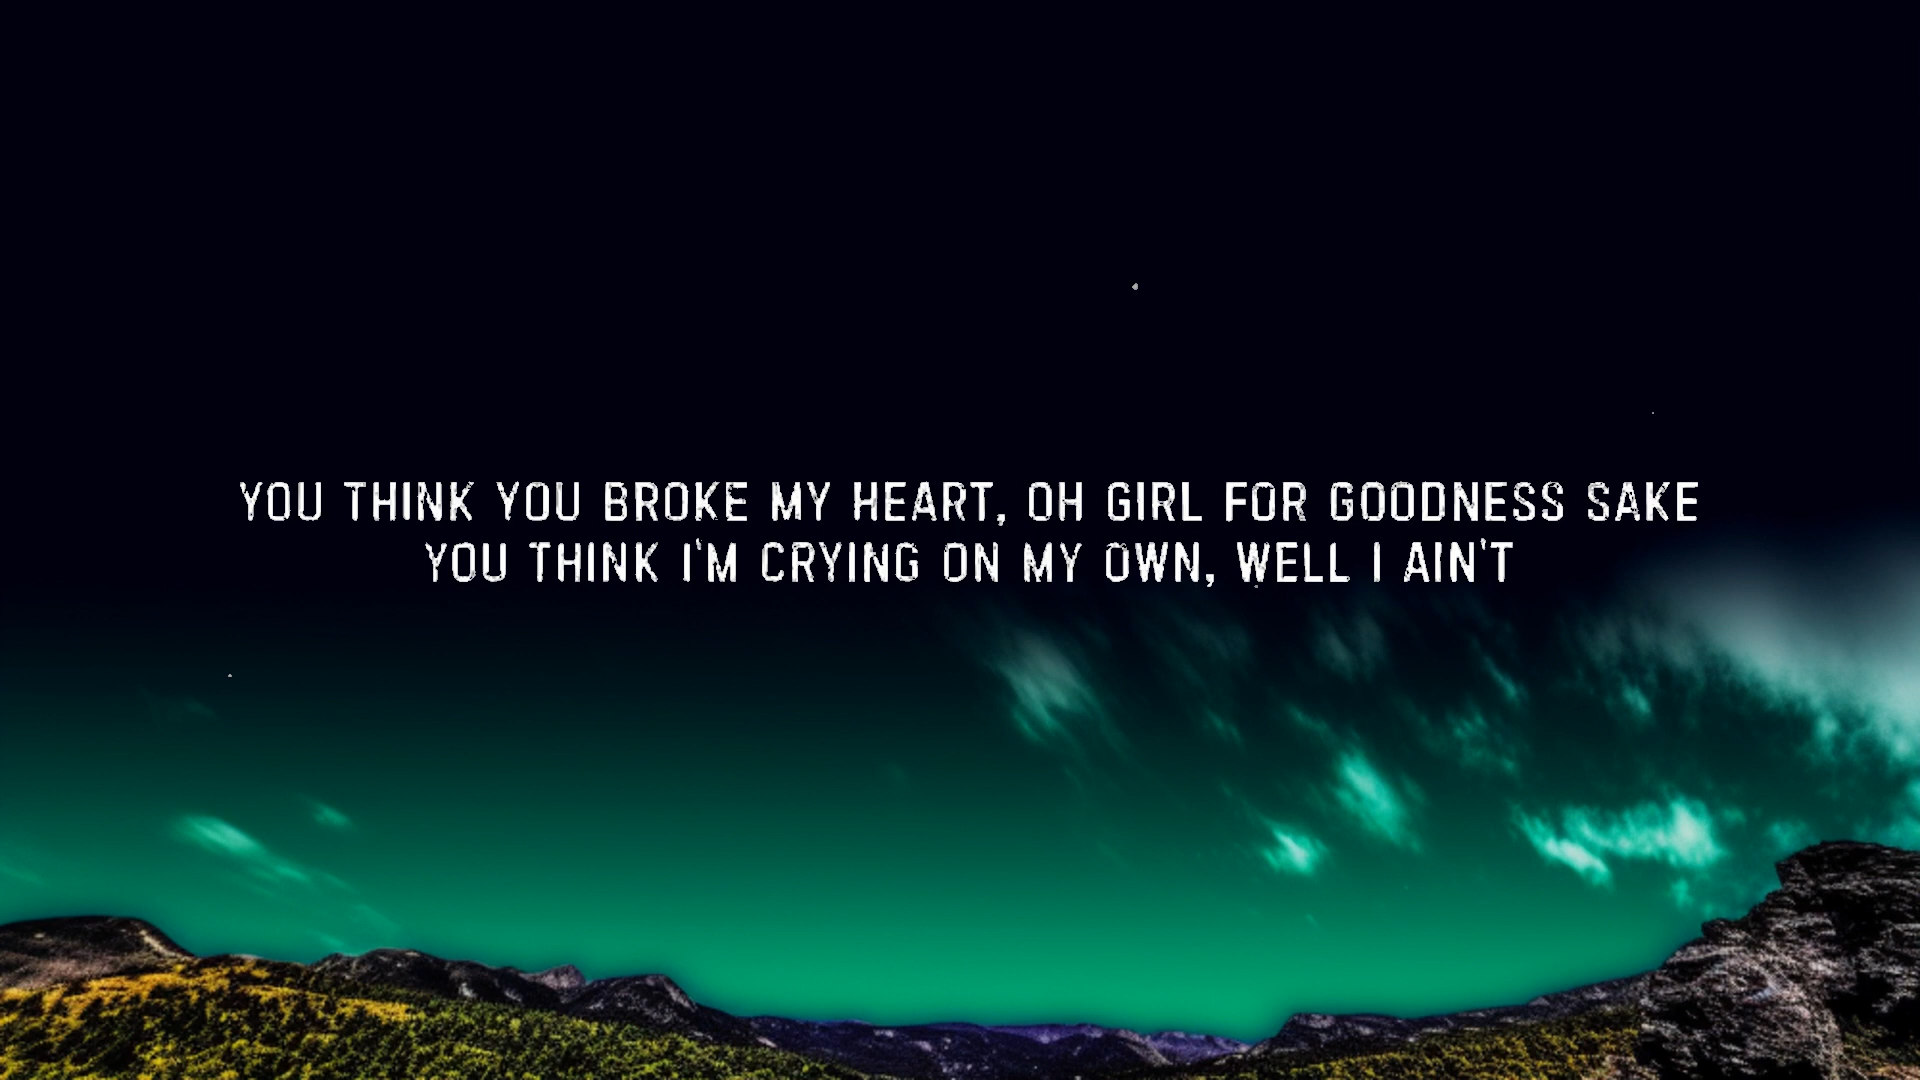 YOU THINK YOU BROKE MY HEART, OH GIRL FOR GOODNESS SAKE
YOU THINK I'M CRYING ON MY OWN, WELL I AIN'T